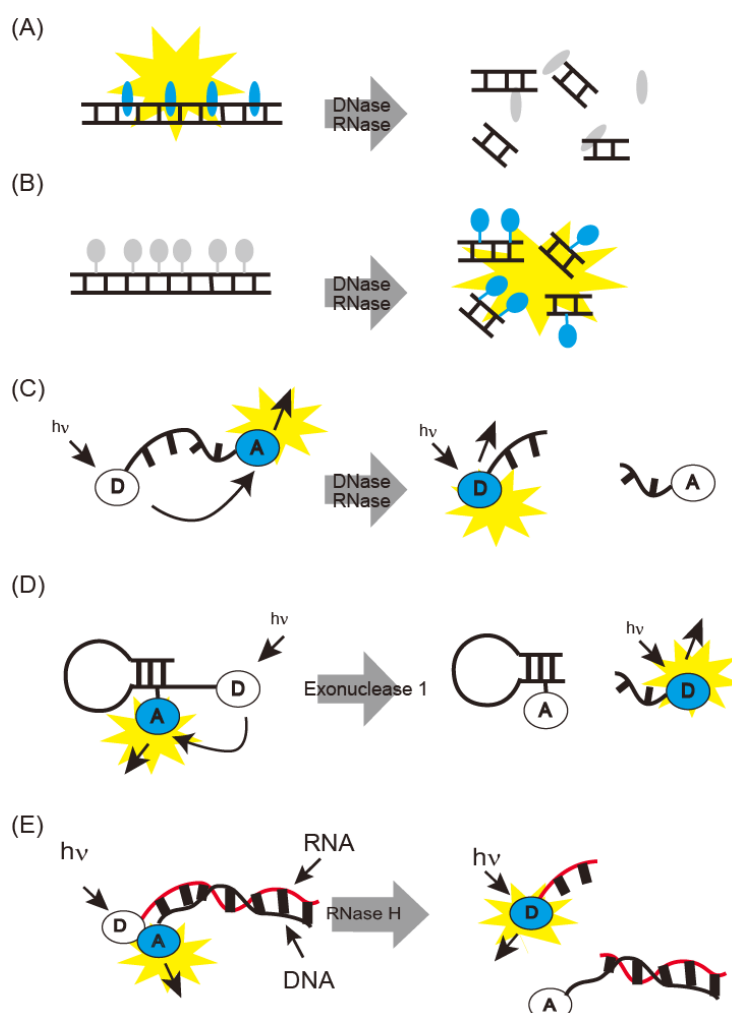 (A)
DNase
RNase
(B)
DNase
RNase
(C)
hν
D
A
DNase
RNase
hν
D
A
(D)
hν
D
A
Exonuclease 1
A
hν
D
(E)
hν
RNA
D
A
DNA
RNase H
hν
D
A